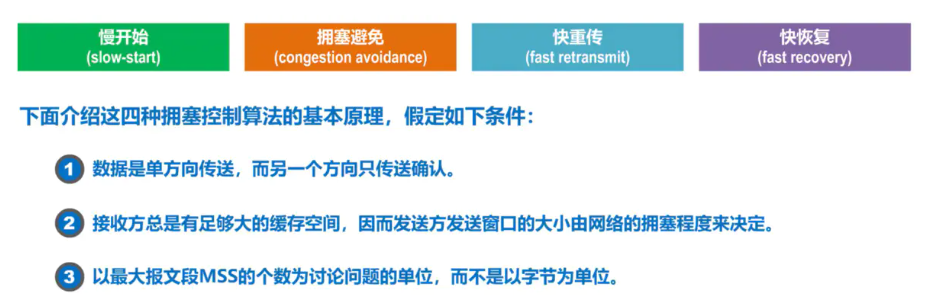 慢开始
(slow-start)
拥塞避免
(congestion avoidance)
快重传
(fast retransmit)
快恢复
(fast recovery)
下面介绍这四种拥塞控制算法的基本原理，假定如下条件：
1 数据是单方向传送，而另一个方向只传送确认。
2 接收方总是有足够大的缓存空间，因而发送方发送窗口的大小由网络的拥塞程度来决定。
3 以最大报文段MSS的个数为讨论问题的单位，而不是以字节为单位。